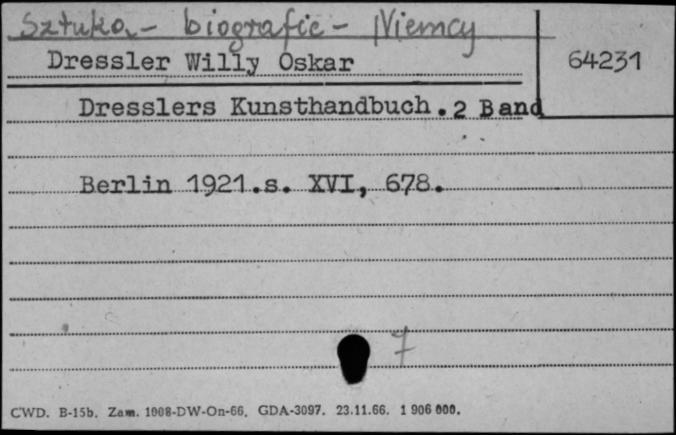 Sztuka - biografie - Niemcy
Dressler Willy Oskar
64231
Dresslers Kunsthandbuch. 2 Band
Berlin 1921.s. XVI, 678.
7
CWD. B-15b. Zam. 1008-DW-On-66. GDA-3097. 23.11.66. 1 906 000.